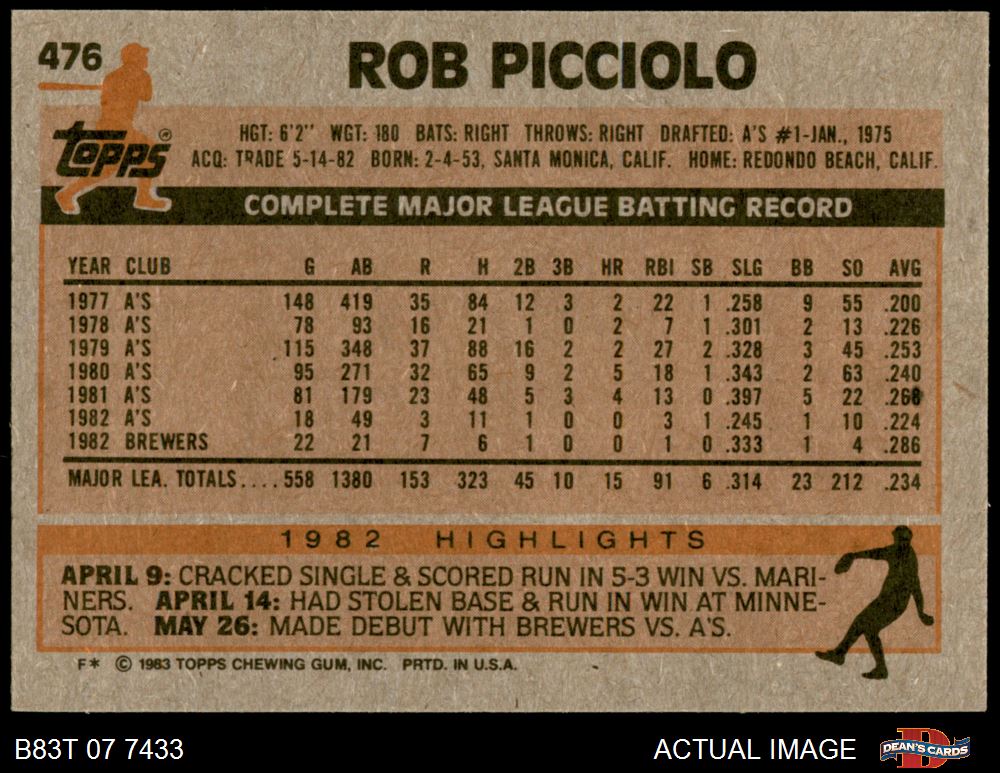 476
ROB PICCIOLO
topps®
HGT: 6'2" WGT: 180 BATS: RIGHT THROWS: RIGHT DRAFTED: A'S #1-JAN., 1975
ACQ: TRADE 5-14-82 BORN: 2-4-53, SANTA MONICA, CALIF. HOME: REDONDO BEACH, CALIF.
COMPLETE MAJOR LEAGUE BATTING RECORD
YEAR CLUB G AB R H 2B 3B HR RBI SB SLG BB SO AVG
1977 A'S 148 419 35 84 12 3 2 22 1 .258 9 55 .200
1978 A'S 78 93 16 21 1 0 2 7 1 .301 2 13 .226
1979 A'S 115 348 37 88 16 2 2 27 2 .328 3 45 .253
1980 A'S 95 271 32 65 9 2 5 18 1 .343 2 63 .240
1981 A'S 81 179 23 48 5 3 4 13 0 .397 5 22 .268
1982 A'S 18 49 3 11 1 0 0 3 1 .245 1 10 .224
1982 BREWERS 22 21 7 6 1 0 0 1 0 .333 1 4 .286
MAJOR LEA. TOTALS.... 558 1380 153 323 45 10 15 91 6 .314 23 212 .234
1982 HIGHLIGHTS
APRIL 9: CRACKED SINGLE & SCORED RUN IN 5-3 WIN VS. MARI-
NERS. APRIL 14: HAD STOLEN BASE & RUN IN WIN AT MINNE-
SOTA. MAY 26: MADE DEBUT WITH BREWERS VS. A'S.
F* © 1983 TOPPS CHEWING GUM, INC. PRTD. IN U.S.A.
B83T 07 7433
ACTUAL IMAGE
DEAN'S CARDS